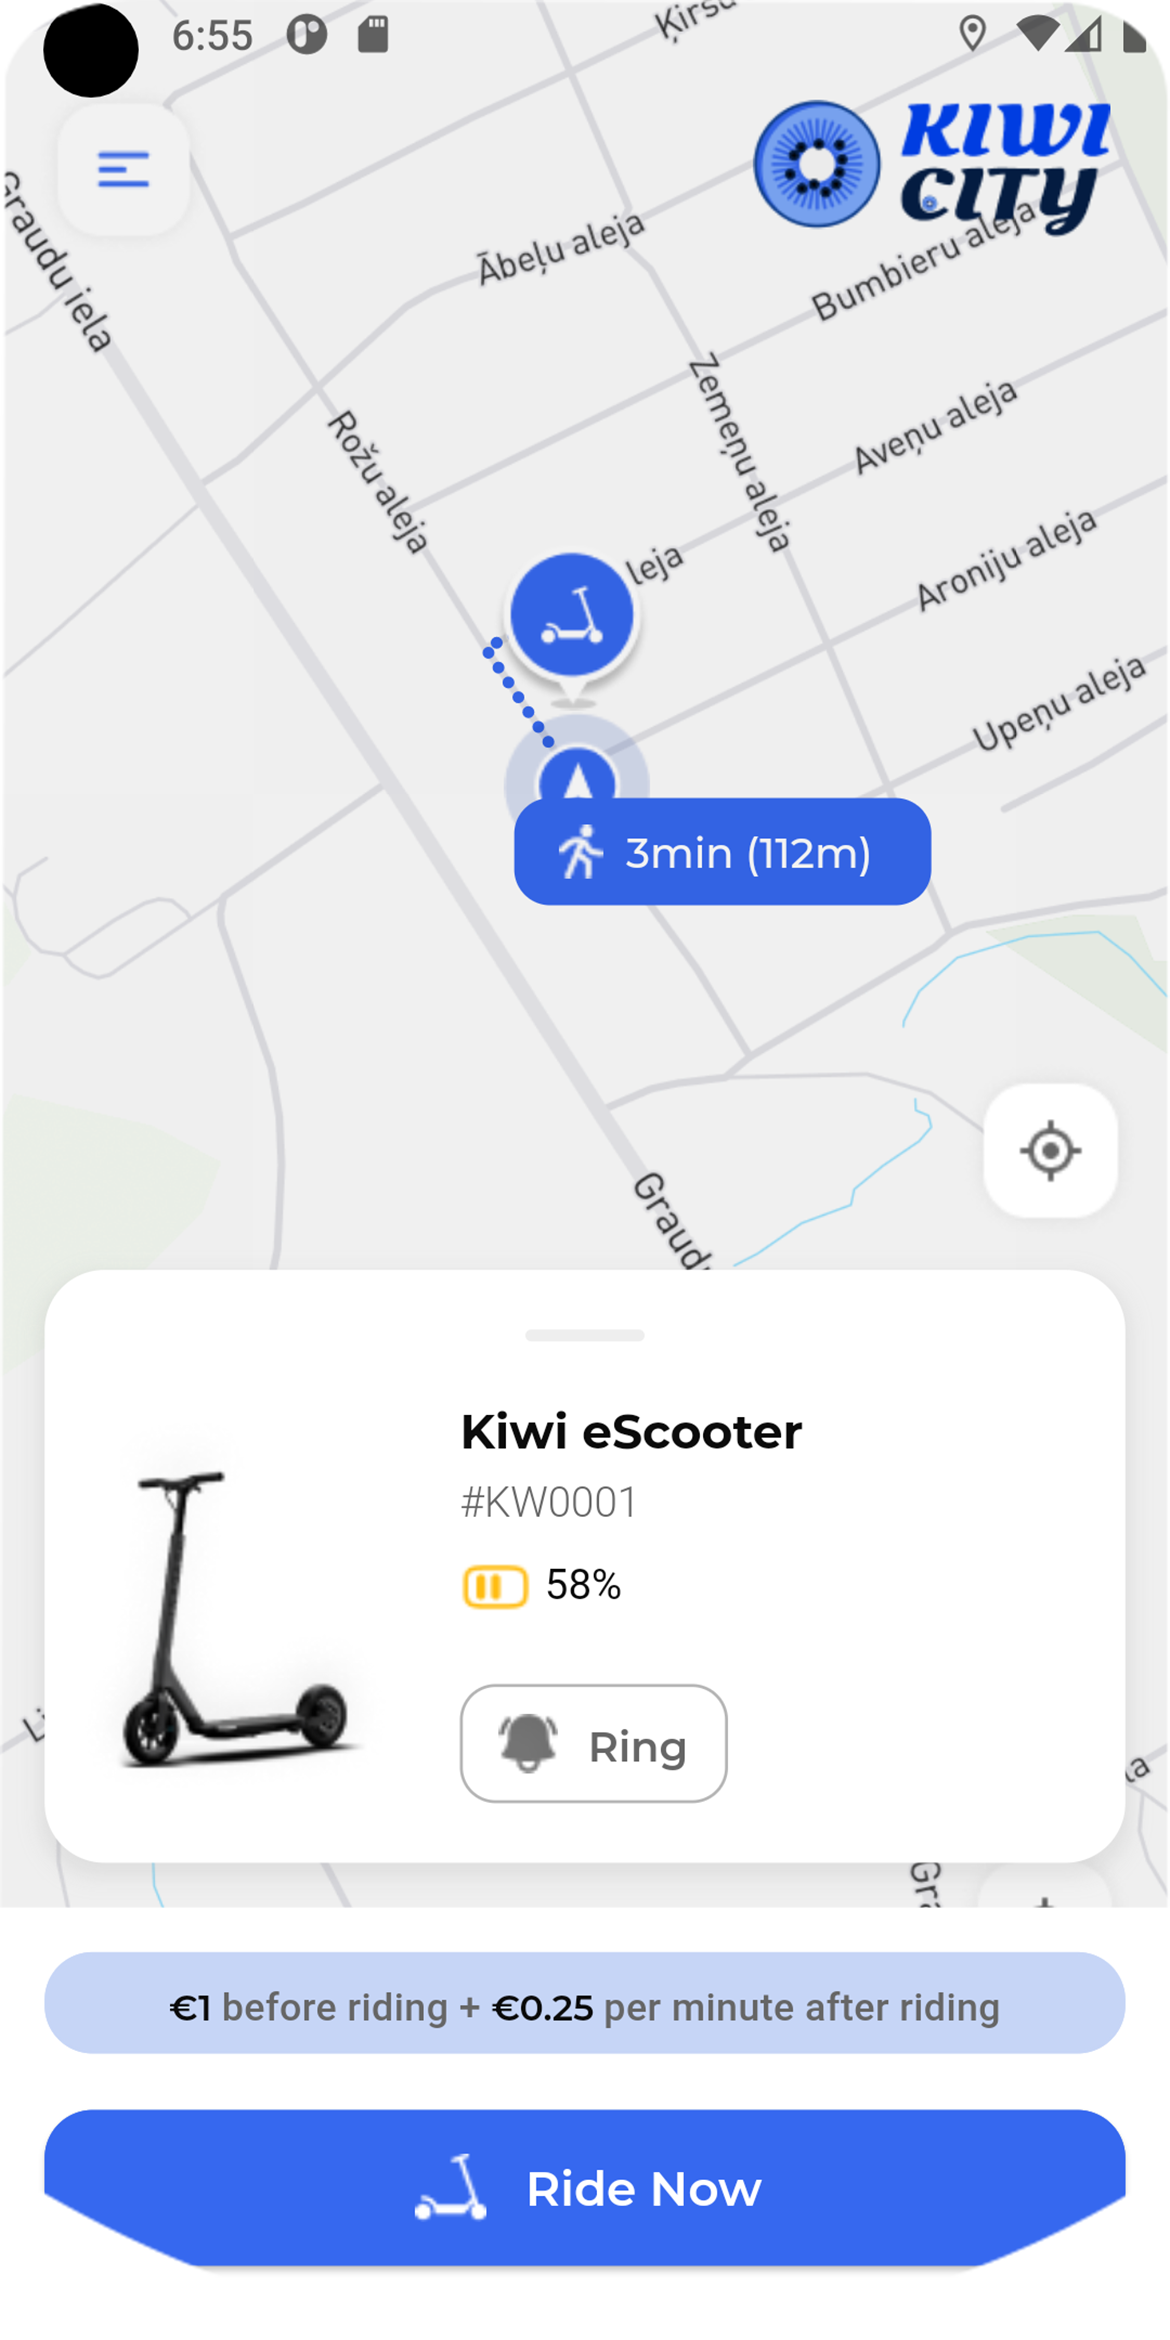 6:55
Ķiršu
KIWI
CITY
Graudu iela
Ābeļu aleja
Bumbieru aleja
Zemeņu aleja
Aveņu aleja
Rožu aleja
leja
Aroniju aleja
Upeņu aleja
3min (112m)
Graudu
Kiwi eScooter
#KW0001
58%
Ring
€1 before riding + €0.25 per minute after riding
Ride Now